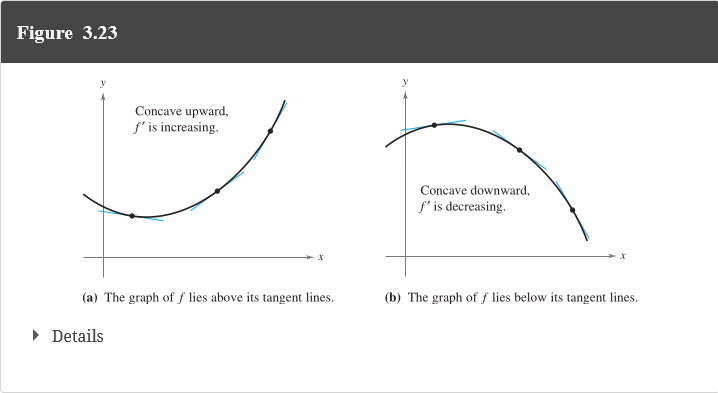 Figure 3.23
y
Concave upward,
f′ is increasing.
x
(a) The graph of f lies above its tangent lines.
y
Concave downward,
f′ is decreasing.
x
(b) The graph of f lies below its tangent lines.
Details